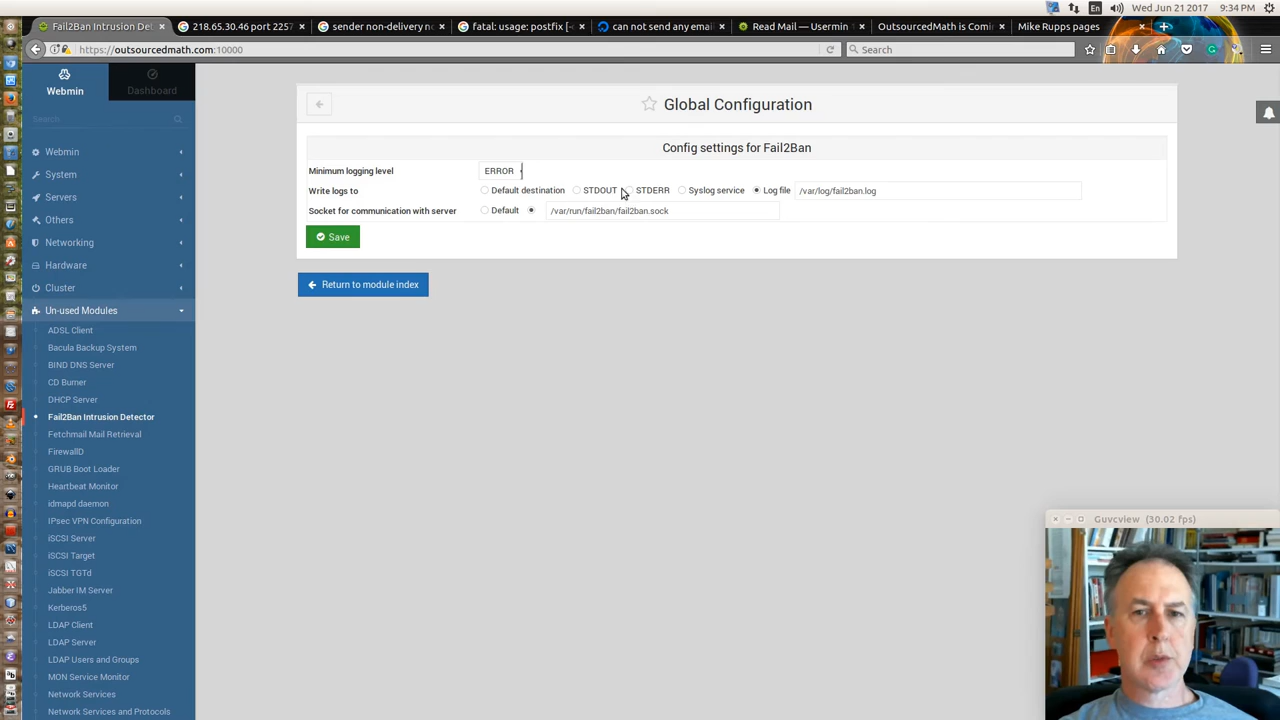 En Wed Jun 21 2017 9:34 PM
Fail2Ban Intrusion Detector × 218.65.30.46 port 2257 × sender non-delivery no × fatal: usage: postfix [-c × can not send any email × Read Mail — Usermin 1 × OutsourcedMath is Comin × Mike Rupps pages
https://outsourcedmath.com:10000 Search
Webmin Dashboard
Search
Webmin
System
Servers
Others
Networking
Hardware
Cluster
Un-used Modules
ADSL Client
Bacula Backup System
BIND DNS Server
CD Burner
DHCP Server
Fail2Ban Intrusion Detector
Fetchmail Mail Retrieval
FirewallD
GRUB Boot Loader
Heartbeat Monitor
idmapd daemon
IPsec VPN Configuration
iSCSI Server
iSCSI Target
iSCSI TGTd
Jabber IM Server
Kerberos5
LDAP Client
LDAP Server
LDAP Users and Groups
MON Service Monitor
Network Services
Network Services and Protocols
Global Configuration
Config settings for Fail2Ban
Minimum logging level ERROR
Write logs to Default destination STDOUT STDERR Syslog service Log file /var/log/fail2ban.log
Socket for communication with server Default /var/run/fail2ban/fail2ban.sock
Save
Return to module index
Guvcview (30.02 fps)